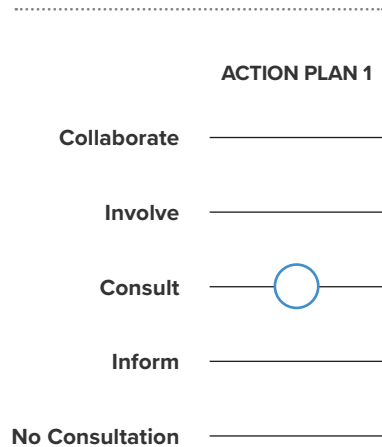 ACTION PLAN 1
Collaborate
Involve
Consult
Inform
No Consultation